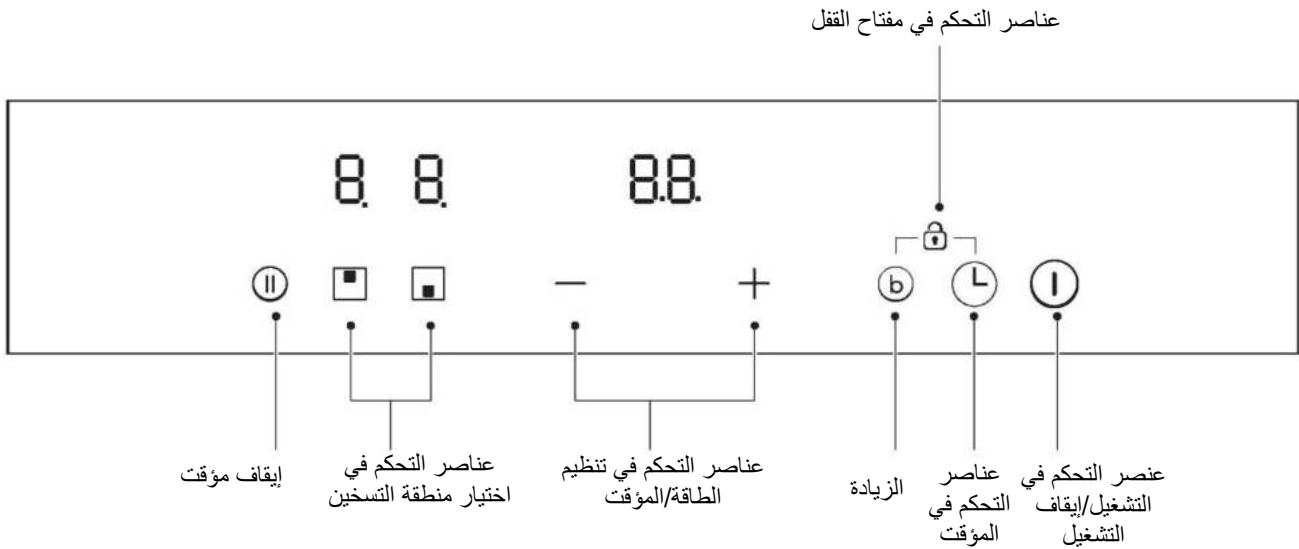 عناصر التحكم في مفتاح القفل
8. 8. 8.8.
b
إيقاف مؤقت
عناصر التحكم في
اختيار منطقة التسخين
عناصر التحكم في تنظيم
الطاقة/المؤقت
الزيادة
عناصر
التحكم في
المؤقت
عنصر التحكم في
التشغيل/إيقاف
التشغيل